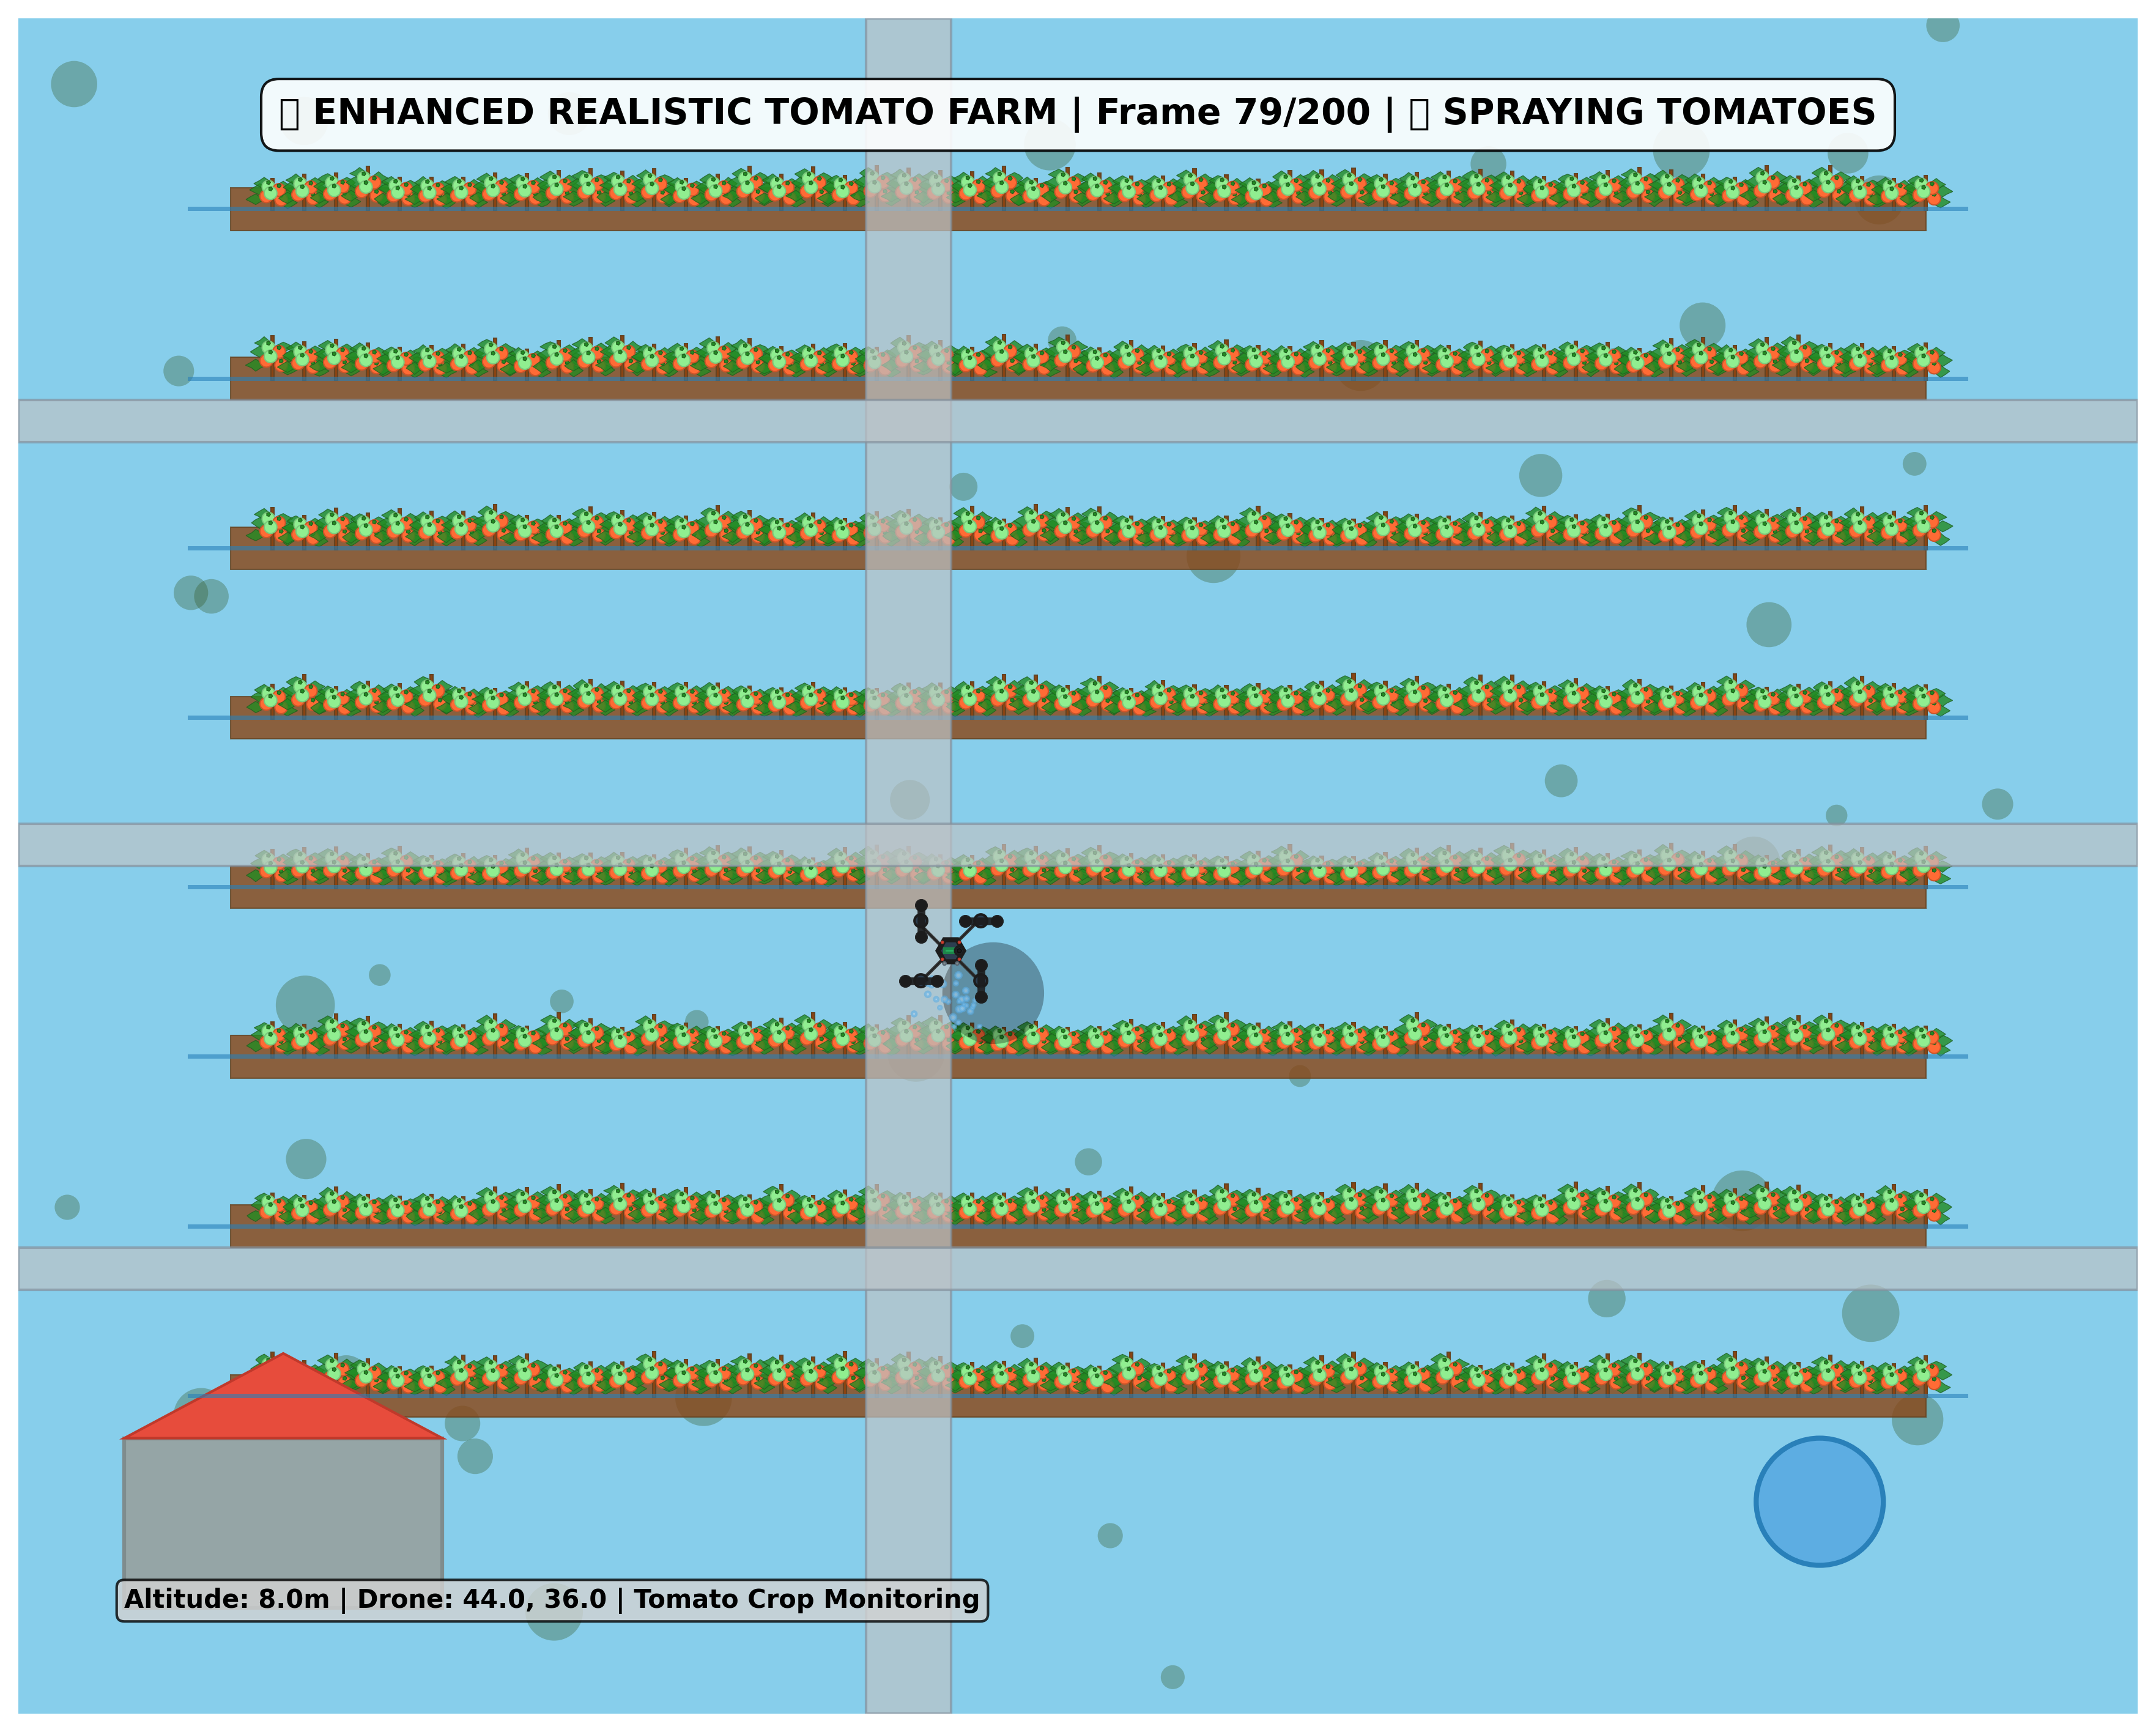 ▯ ENHANCED REALISTIC TOMATO FARM | Frame 79/200 | ▯ SPRAYING TOMATOES
Altitude: 8.0m | Drone: 44.0, 36.0 | Tomato Crop Monitoring